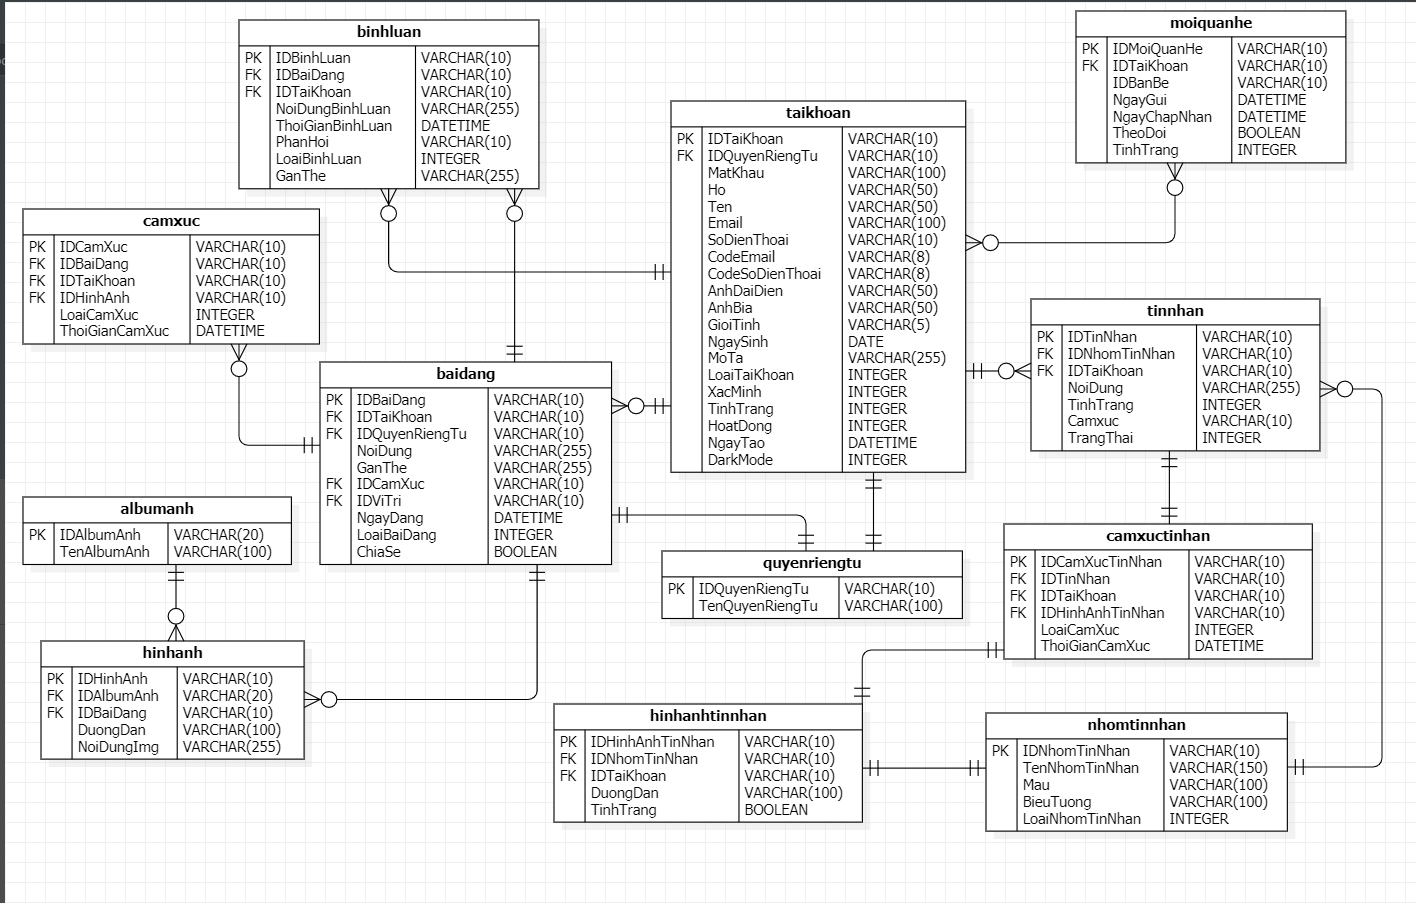 binhluan
PK IDBinhLuan VARCHAR(10)
FK IDBaiDang VARCHAR(10)
FK IDTaiKhoan VARCHAR(10)
NoiDungBinhLuan VARCHAR(255)
ThoiGianBinhLuan DATETIME
PhanHoi VARCHAR(10)
LoaiBinhLuan INTEGER
GanThe VARCHAR(255)
moiquanhe
PK IDMoiQuanHe VARCHAR(10)
FK IDTaiKhoan VARCHAR(10)
IDBanBe VARCHAR(10)
NgayGui DATETIME
NgayChapNhan DATETIME
TheoDoi BOOLEAN
TinhTrang INTEGER
taikhoan
PK IDTaiKhoan VARCHAR(10)
FK IDQuyenRiengTu VARCHAR(10)
MatKhau VARCHAR(100)
Ho VARCHAR(50)
Ten VARCHAR(50)
Email VARCHAR(100)
SoDienThoai VARCHAR(10)
CodeEmail VARCHAR(8)
CodeSoDienThoai VARCHAR(8)
AnhDaiDien VARCHAR(50)
AnhBia VARCHAR(50)
GioiTinh VARCHAR(5)
NgaySinh DATE
MoTa VARCHAR(255)
LoaiTaiKhoan INTEGER
XacMinh INTEGER
TinhTrang INTEGER
HoatDong INTEGER
NgayTao DATETIME
DarkMode INTEGER
camxuc
PK IDCamXuc VARCHAR(10)
FK IDBaiDang VARCHAR(10)
FK IDTaiKhoan VARCHAR(10)
FK IDHinhAnh VARCHAR(10)
LoaiCamXuc INTEGER
ThoiGianCamXuc DATETIME
tinnhan
PK IDTinNhan VARCHAR(10)
FK IDNhomTinNhan VARCHAR(10)
FK IDTaiKhoan VARCHAR(10)
NoiDung VARCHAR(255)
TinhTrang INTEGER
Camxuc VARCHAR(10)
TrangThai INTEGER
baidang
PK IDBaiDang VARCHAR(10)
FK IDTaiKhoan VARCHAR(10)
FK IDQuyenRiengTu VARCHAR(10)
NoiDung VARCHAR(255)
GanThe VARCHAR(255)
FK IDCamXuc VARCHAR(10)
FK IDViTri VARCHAR(10)
NgayDang DATETIME
LoaiBaiDang INTEGER
ChiaSe BOOLEAN
albumanh
PK IDAlbumAnh VARCHAR(20)
TenAlbumAnh VARCHAR(100)
quyenriengtu
PK IDQuyenRiengTu VARCHAR(10)
TenQuyenRiengTu VARCHAR(100)
camxuctinhan
PK IDCamXucTinNhan VARCHAR(10)
FK IDTinNhan VARCHAR(10)
FK IDTaiKhoan VARCHAR(10)
FK IDHinhAnhTinNhan VARCHAR(10)
LoaiCamXuc INTEGER
ThoiGianCamXuc DATETIME
hinhanh
PK IDHinhAnh VARCHAR(10)
FK IDAlbumAnh VARCHAR(20)
FK IDBaiDang VARCHAR(10)
DuongDan VARCHAR(100)
NoiDungImg VARCHAR(255)
hinhanhtinnhan
PK IDHinhAnhTinNhan VARCHAR(10)
FK IDNhomTinNhan VARCHAR(10)
FK IDTaiKhoan VARCHAR(10)
DuongDan VARCHAR(100)
TinhTrang BOOLEAN
nhomtinnhan
PK IDNhomTinNhan VARCHAR(10)
TenNhomTinNhan VARCHAR(150)
Mau VARCHAR(100)
BieuTuong VARCHAR(100)
LoaiNhomTinNhan INTEGER